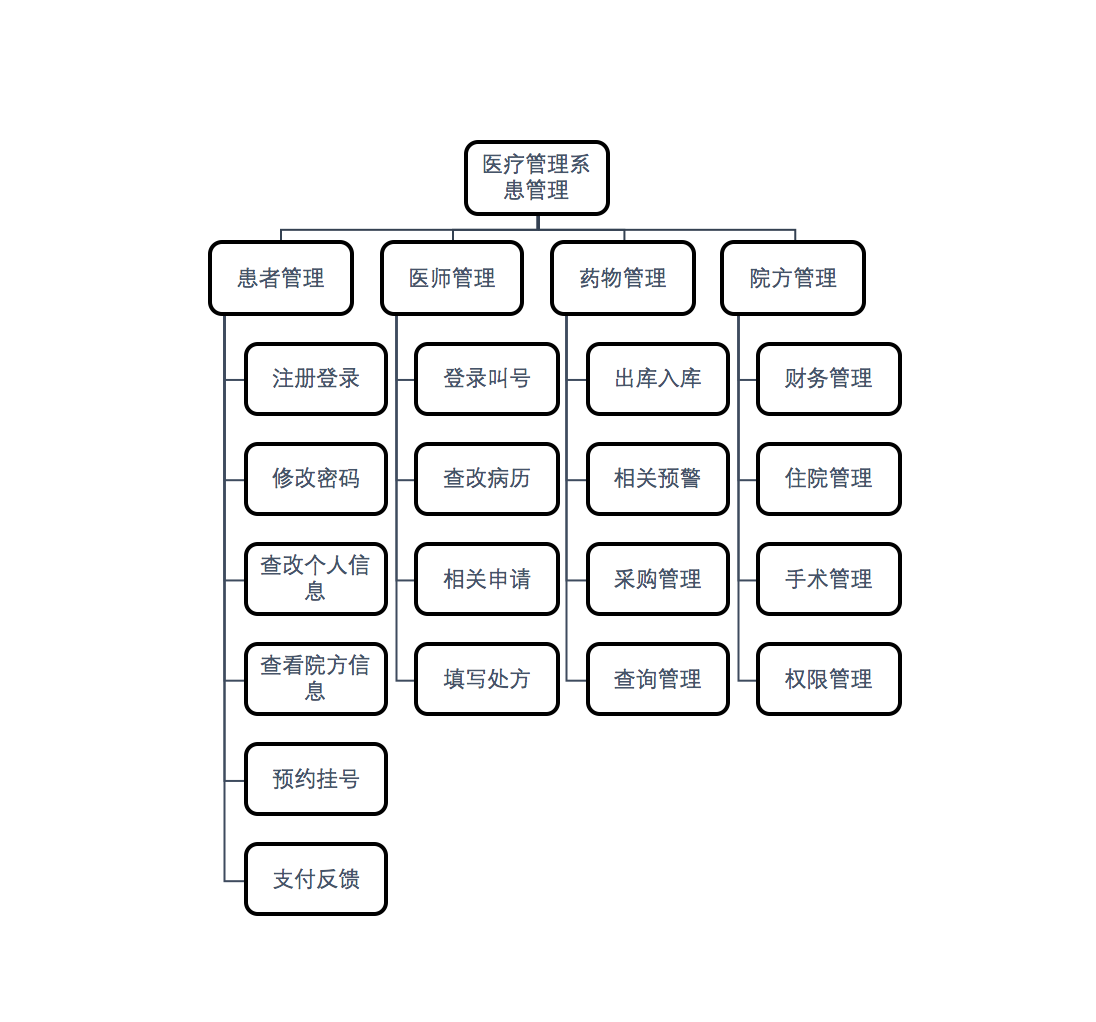 医疗管理系
患管理
患者管理
医师管理
药物管理
院方管理
注册登录
登录叫号
出库入库
财务管理
修改密码
查改病历
相关预警
住院管理
查改个人信
息
相关申请
采购管理
手术管理
查看院方信
息
填写处方
查询管理
权限管理
预约挂号
支付反馈